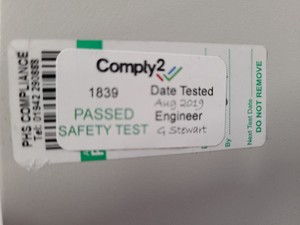 Comply2
1839
Date Tested
Aug 2019
PASSED
SAFETY TEST
Engineer
G Stewart
PHS COMPLIANCE
Tel: 01942 290888
By
Next Test Date
DO NOT REMOVE